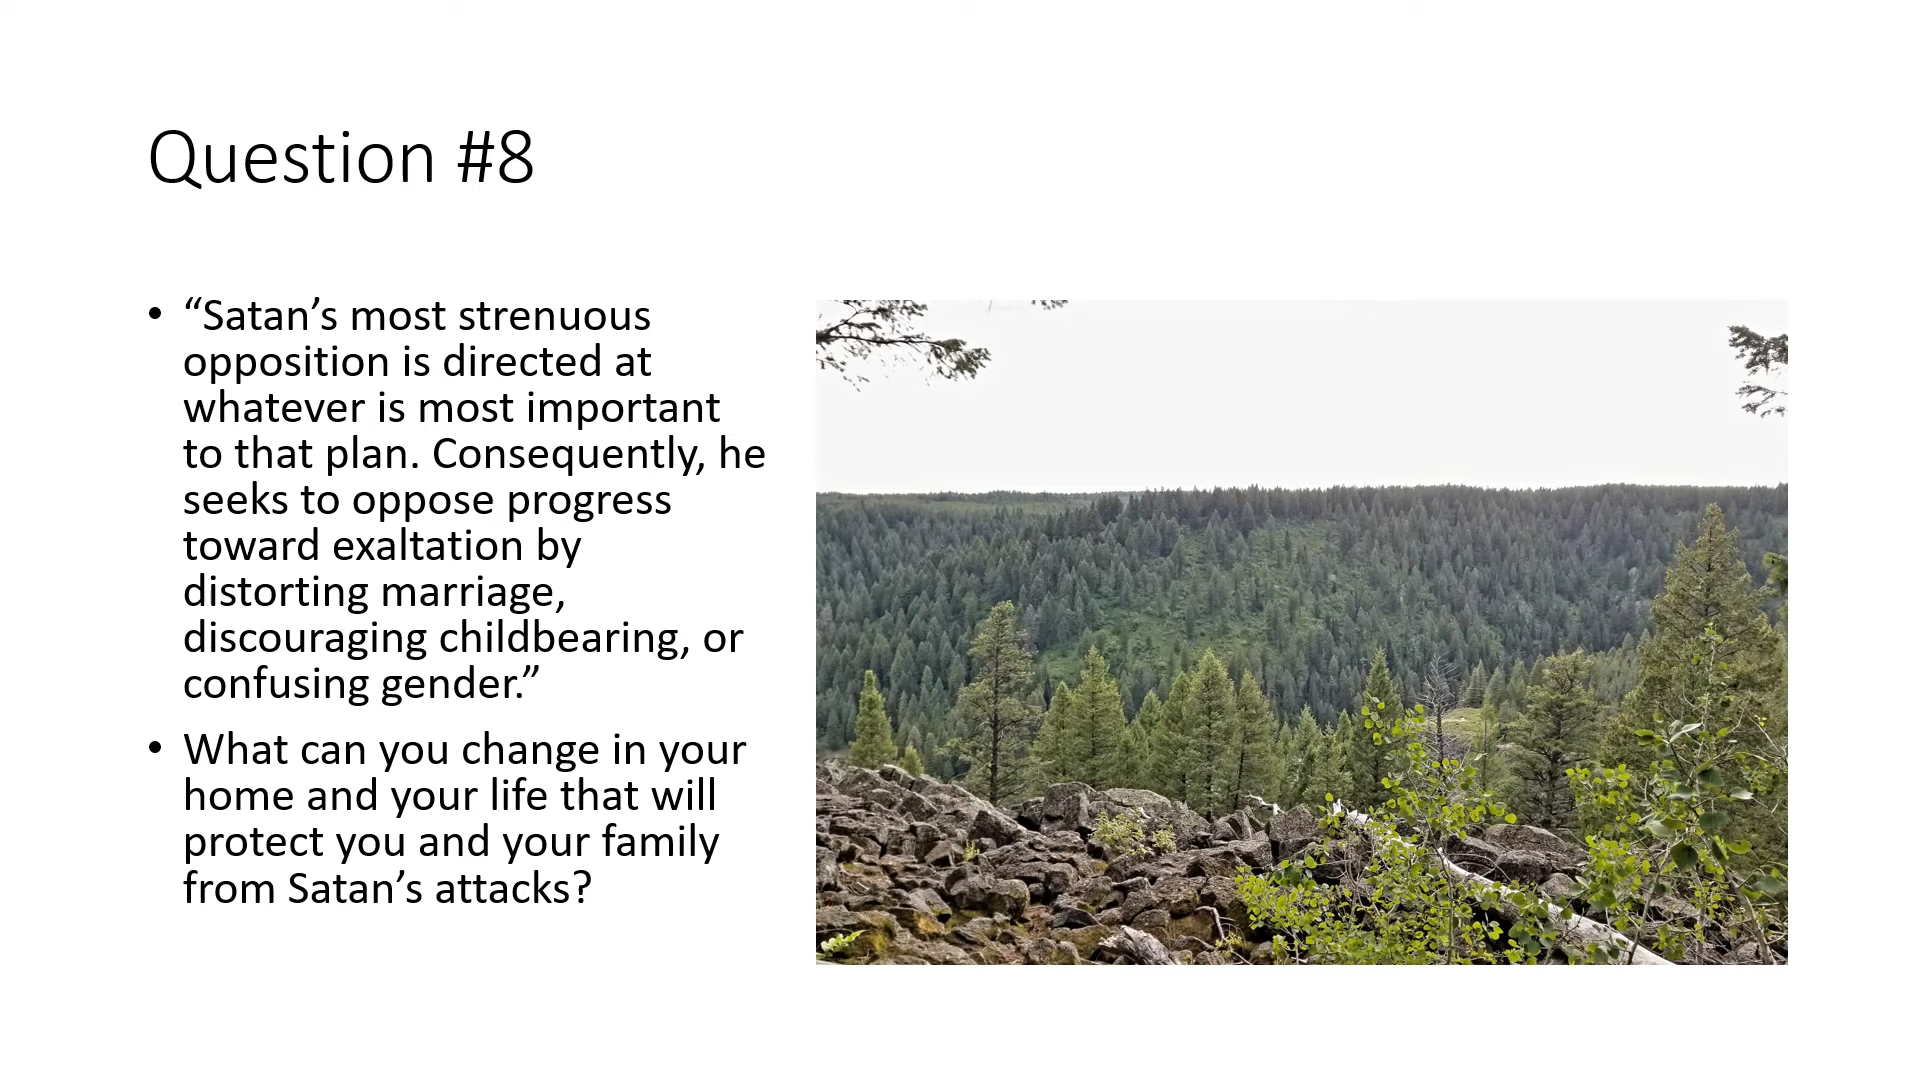 Question #8
• “Satan’s most strenuous
opposition is directed at
whatever is most important
to that plan. Consequently, he
seeks to oppose progress
toward exaltation by
distorting marriage,
discouraging childbearing, or
confusing gender.”
• What can you change in your
home and your life that will
protect you and your family
from Satan’s attacks?